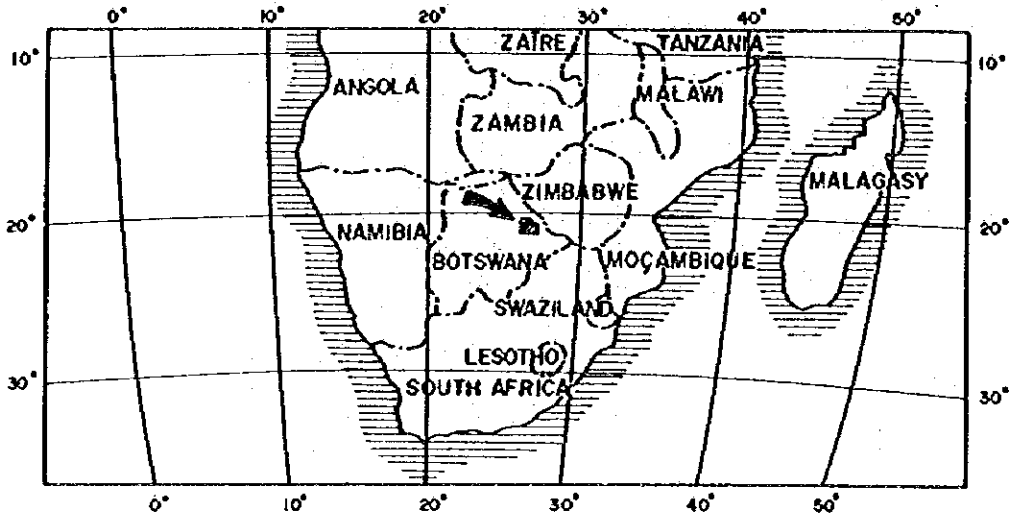 0° 10° 20° 30° 40° 50°
10° ZAÏRE TANZANIA 10°
ANGOLA MALAWI
ZAMBIA
ZIMBABWE MALAGASY
20° NAMIBIA 20°
BOTSWANA MOÇAMBIQUE
SWAZILAND
LESOTHO
30° SOUTH AFRICA 30°
0° 10° 20° 30° 40° 50°